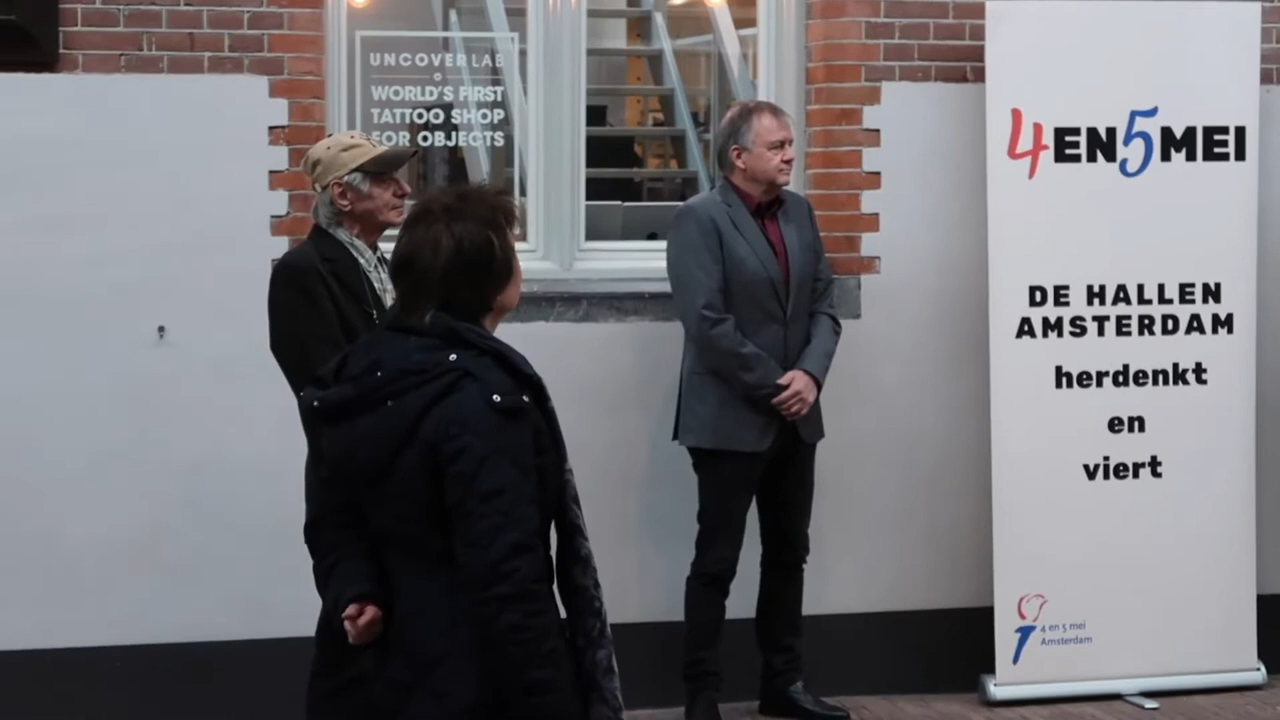 UNCOVERLAB
WORLD'S FIRST
TATTOO SHOP
FOR OBJECTS
4EN5MEI
DE HALLEN
AMSTERDAM
herdenkt
en
viert
4 en 5 mei
Amsterdam